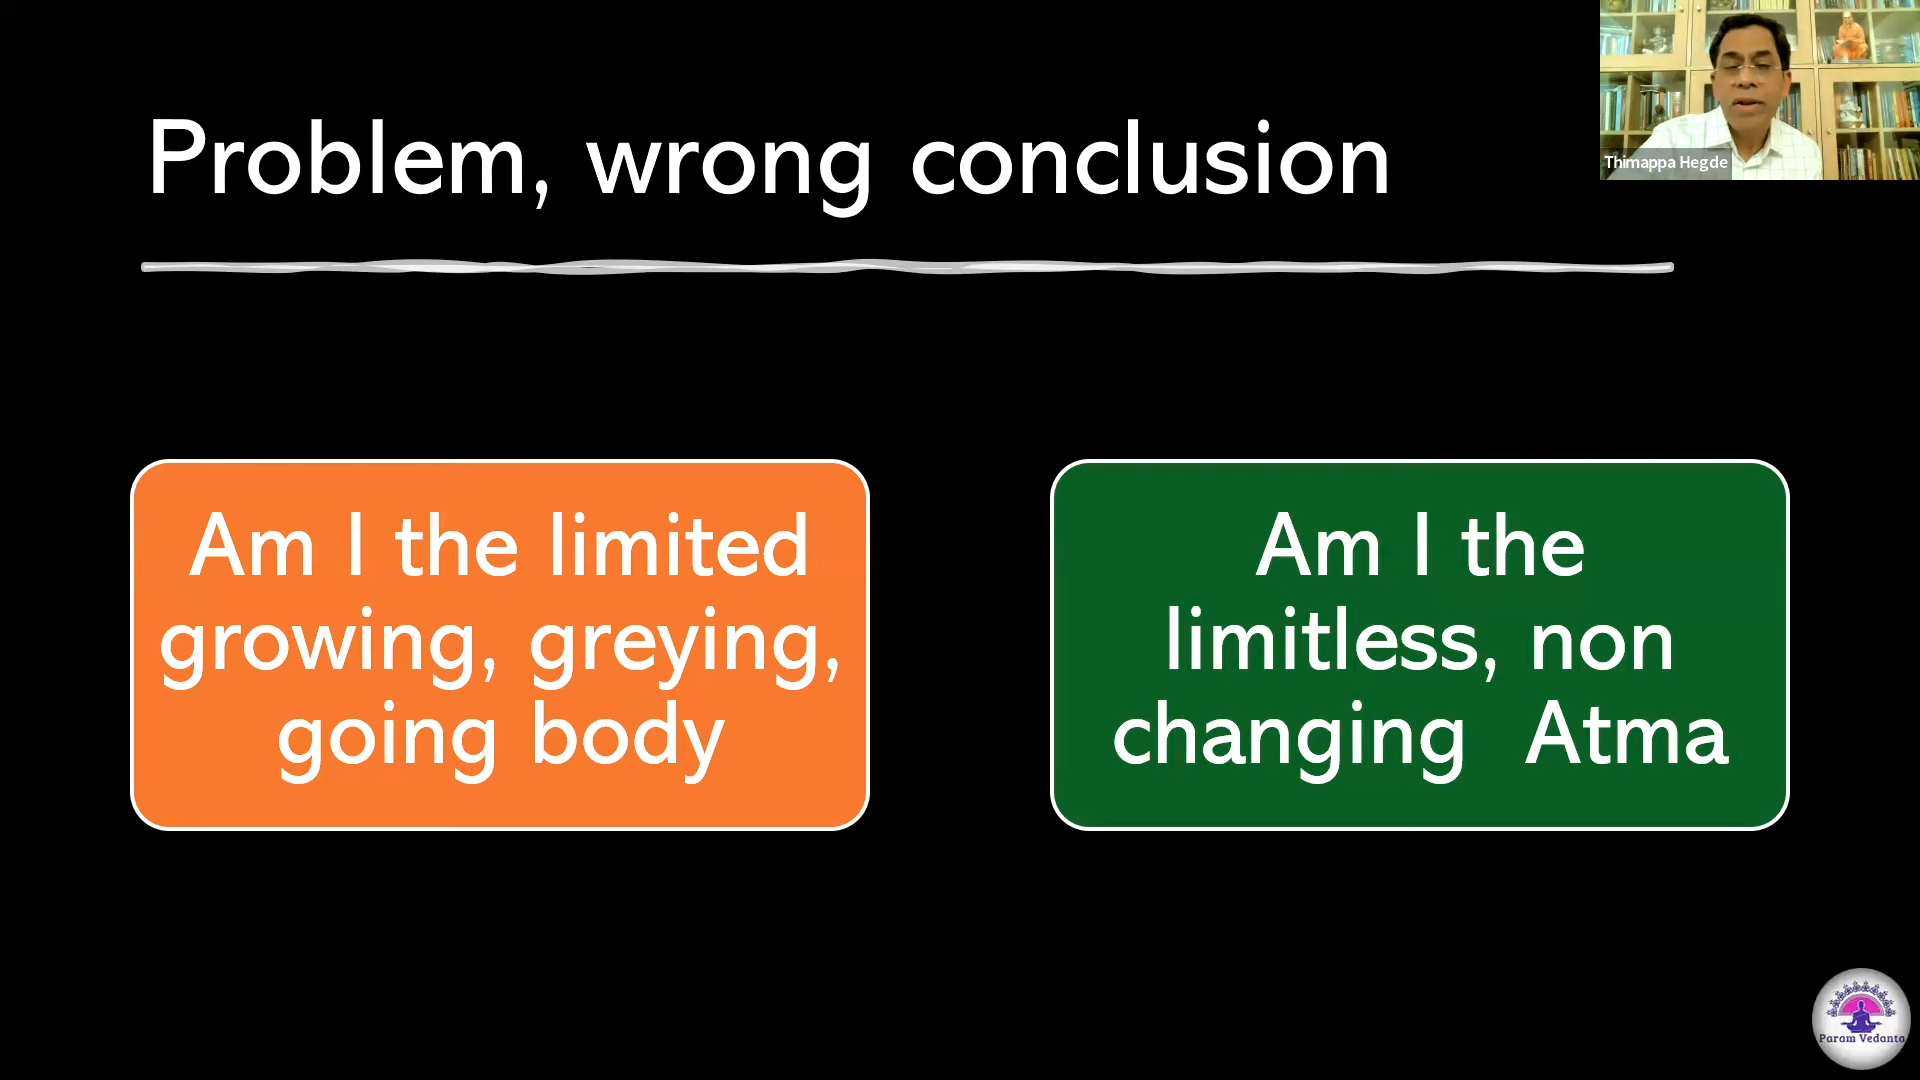 Problem, wrong conclusion
Thimappa Hegde
Am I the limited
growing, greying,
going body
Am I the
limitless, non
changing Atma
Param Vedanta